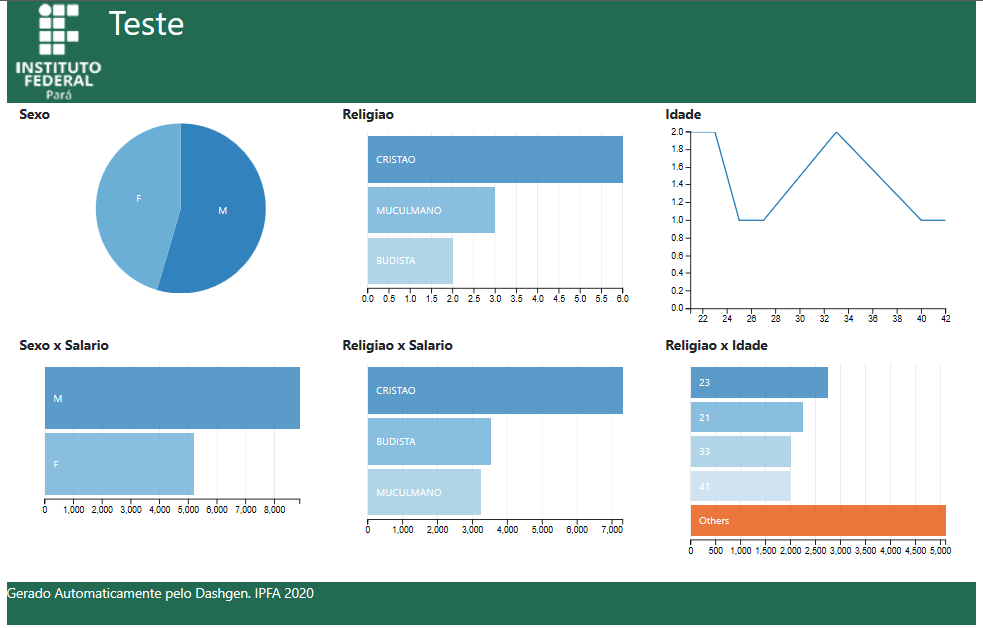 Teste
INSTITUTO
FEDERAL
Pará
Sexo
F
M
Religiao
CRISTAO
MUCULMANO
BUDISTA
0.0 0.5 1.0 1.5 2.0 2.5 3.0 3.5 4.0 4.5 5.0 5.5 6.0
Idade
2.0
1.8
1.6
1.4
1.2
1.0
0.8
0.6
0.4
0.2
0.0
22 24 26 28 30 32 34 36 38 40 42
Sexo x Salario
M
F
0 1,000 2,000 3,000 4,000 5,000 6,000 7,000 8,000
Religiao x Salario
CRISTAO
BUDISTA
MUCULMANO
0 1,000 2,000 3,000 4,000 5,000 6,000 7,000
Religiao x Idade
23
21
33
41
Others
0 500 1,000 1,500 2,000 2,500 3,000 3,500 4,000 4,500 5,000
Gerado Automaticamente pelo Dashgen. IPFA 2020